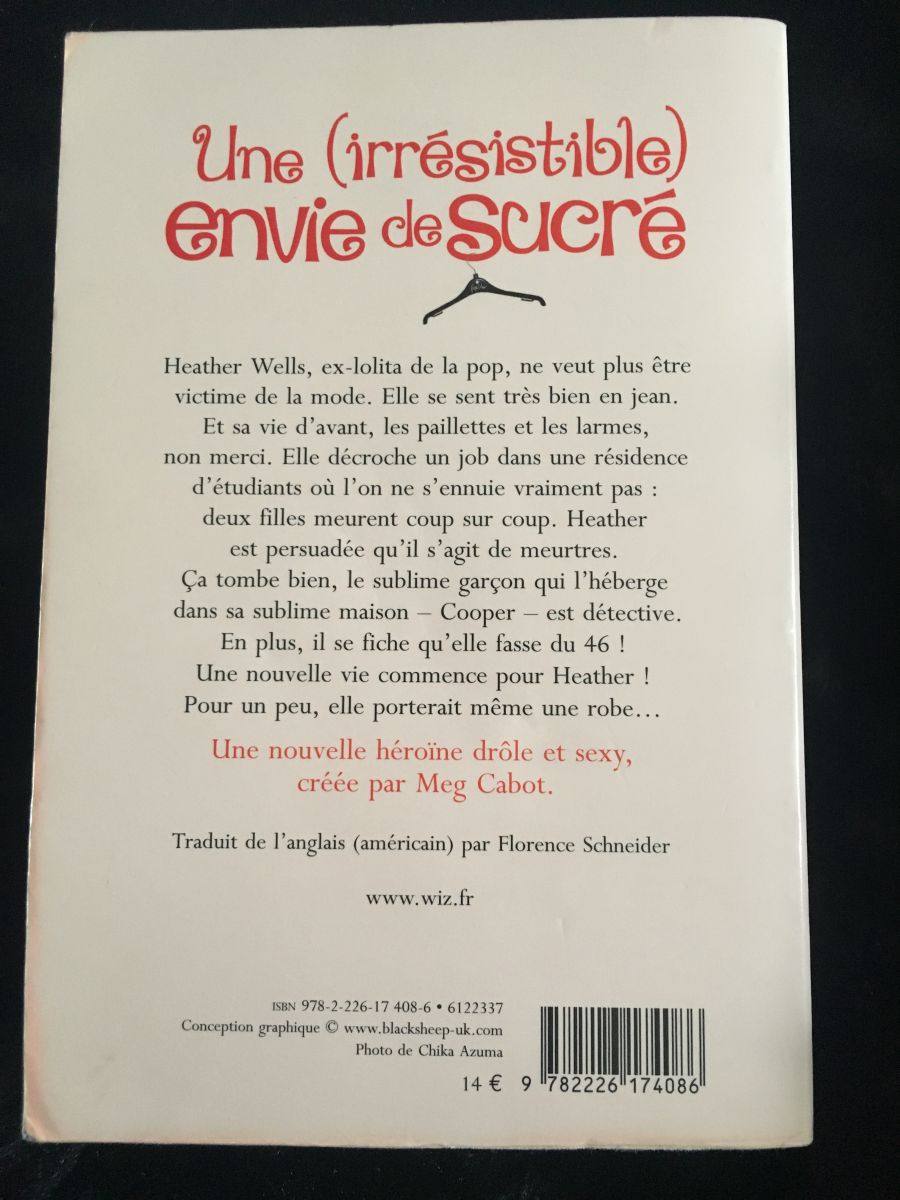 Une (irrésistible)
envie de sucré
Heather Wells, ex-lolita de la pop, ne veut plus être
victime de la mode. Elle se sent très bien en jean.
Et sa vie d'avant, les paillettes et les larmes,
non merci. Elle décroche un job dans une résidence
d'étudiants où l'on ne s'ennuie vraiment pas :
deux filles meurent coup sur coup. Heather
est persuadée qu'il s'agit de meurtres.
Ça tombe bien, le sublime garçon qui l'héberge
dans sa sublime maison – Cooper – est détective.
En plus, il se fiche qu'elle fasse du 46 !
Une nouvelle vie commence pour Heather !
Pour un peu, elle porterait même une robe...
Une nouvelle héroïne drôle et sexy,
créée par Meg Cabot.
Traduit de l'anglais (américain) par Florence Schneider
www.wiz.fr
ISBN 978-2-226-17 408-6 • 6122337
Conception graphique © www.blacksheep-uk.com
Photo de Chika Azuma
14 € 9 782226 174086